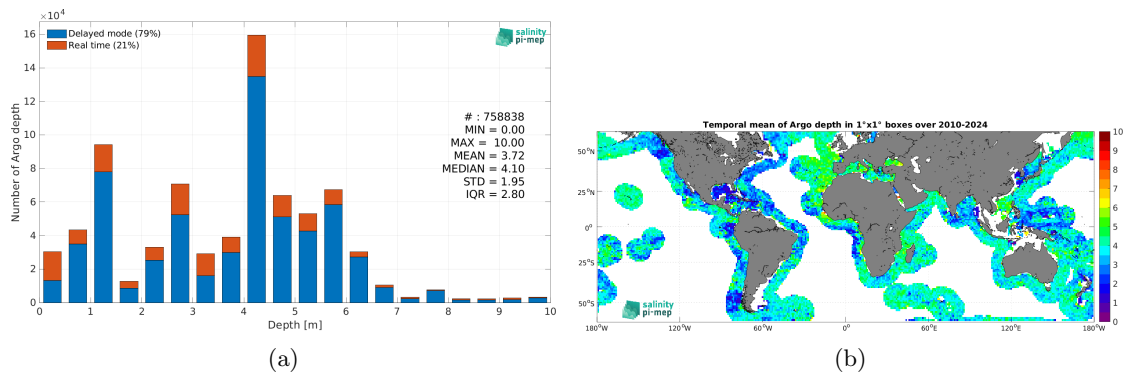 ×10⁴
16
14
12
10
8
6
4
2
0
Number of Argo depth
Delayed mode (79%)
Real time (21%)
salinity
pi-mep
# : 758838
MIN = 0.00
MAX = 10.00
MEAN = 3.72
MEDIAN = 4.10
STD = 1.95
IQR = 2.80
0 1 2 3 4 5 6 7 8 9 10
Depth [m]
(a)
Temporal mean of Argo depth in 1°x1° boxes over 2010-2024
50°N
25°N
0°
25°S
50°S
salinity
pi-mep
180°W 120°W 60°W 0° 60°E 120°E 180°W
10
9
8
7
6
5
4
3
2
1
0
(b)